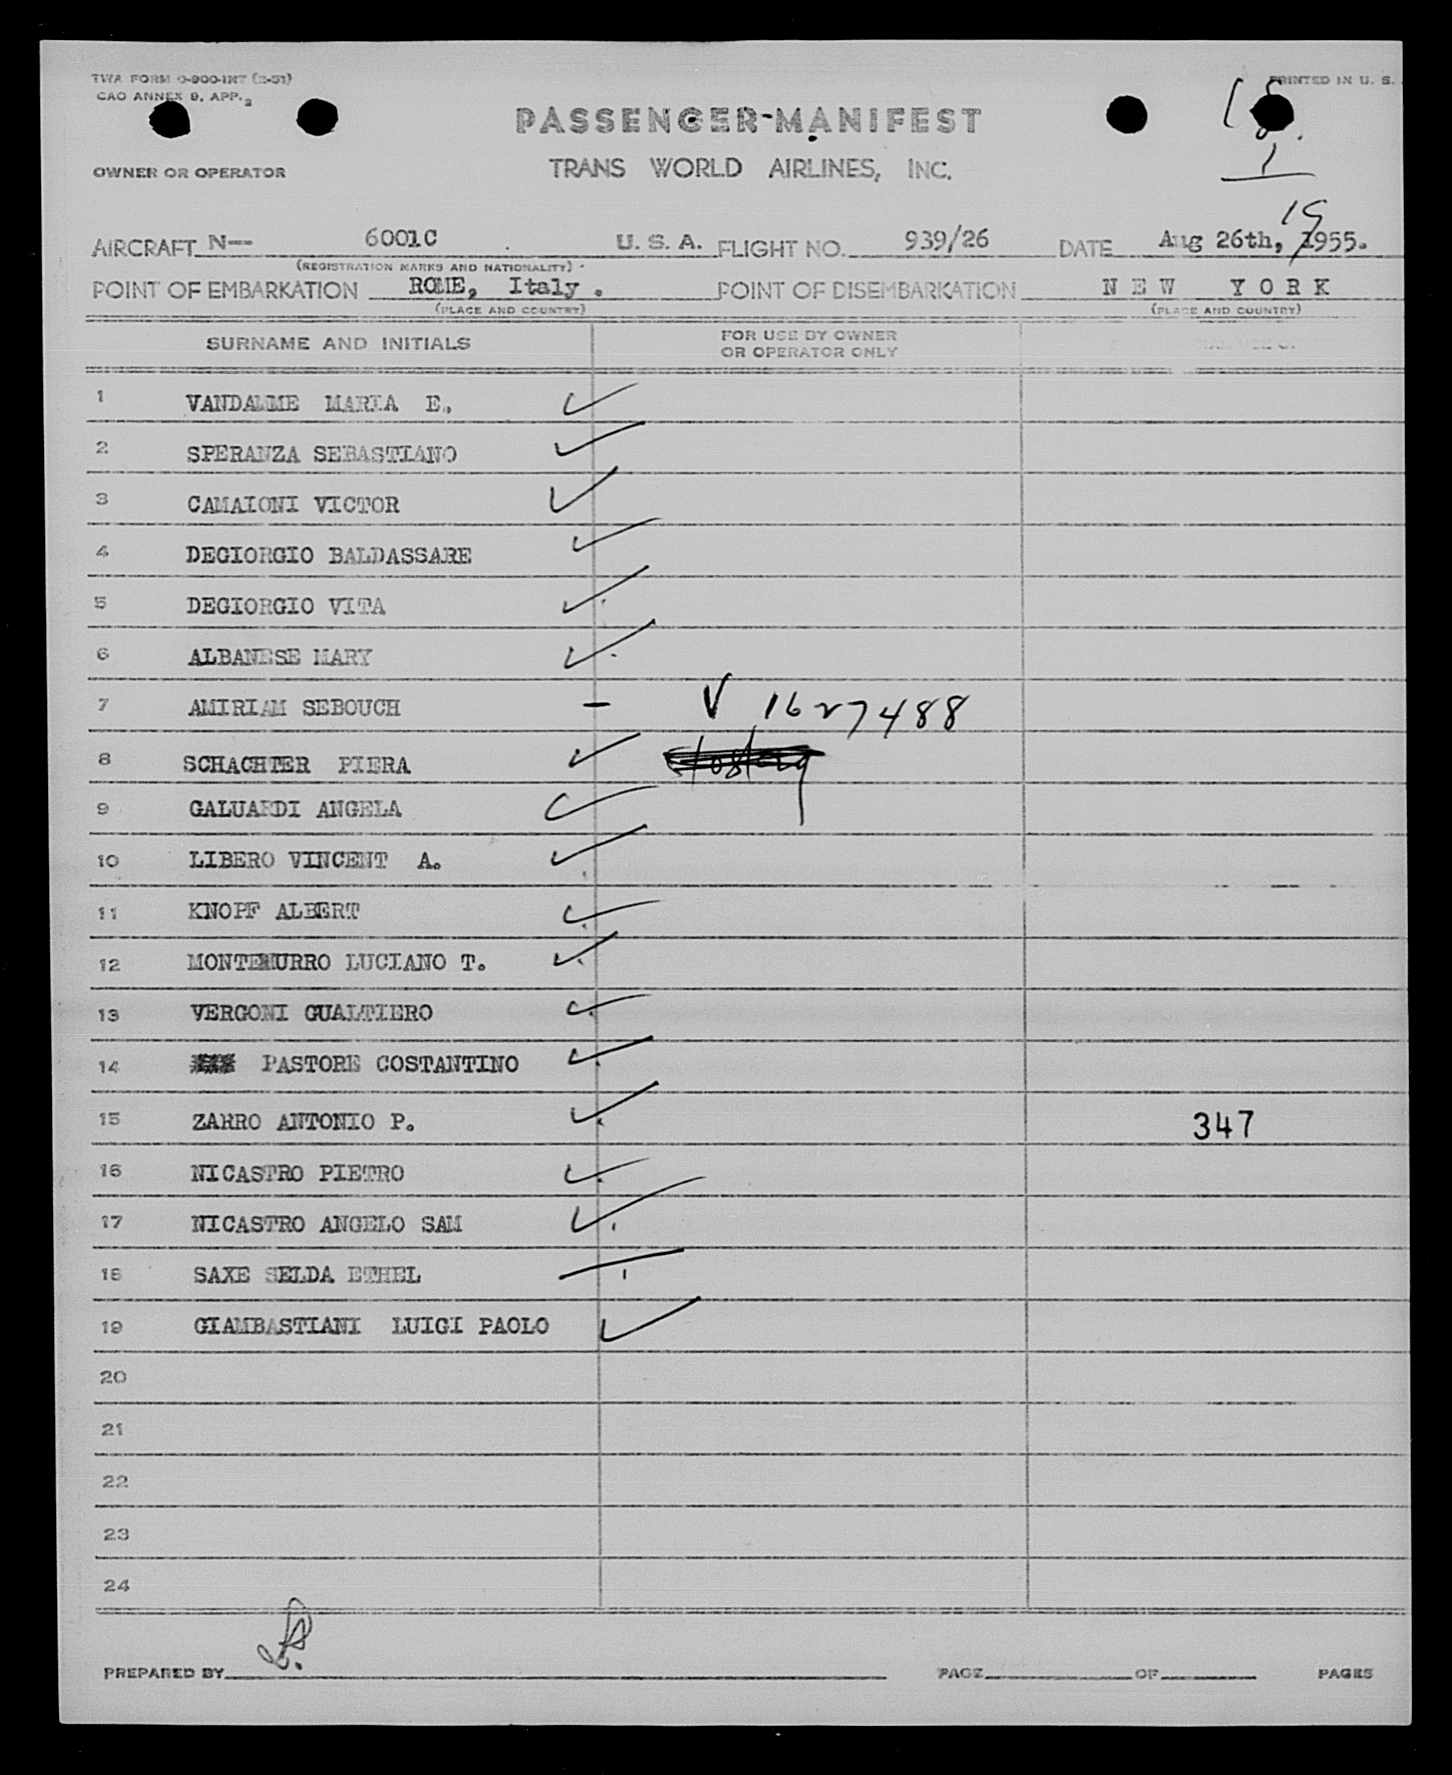 TWA FORM O-900-INT (2-51)
CAO ANNEX 9, APP. 2
PRINTED IN U. S.
PASSENGER-MANIFEST
18
1
19
OWNER OR OPERATOR
TRANS WORLD AIRLINES, INC.
AIRCRAFT N-- 6001C . U. S. A. FLIGHT NO. 939/26 DATE Aug 26th, 1955.
(REGISTRATION MARKS AND NATIONALITY)
POINT OF EMBARKATION ROME, Italy . POINT OF DISEMBARKATION N E W Y O R K
(PLACE AND COUNTRY) (PLACE AND COUNTRY)
SURNAME AND INITIALS FOR USE BY OWNER
OR OPERATOR ONLY
1 VANDALME MARIA E.,
2 SPERANZA SEBASTIANO
3 CAMAIONI VICTOR
4 DEGIORGIO BALDASSARE
5 DEGIORGIO VITA
6 ALBANESE MARY
7 AMIRIAM SEBOUCH – V 1627488
8 SCHACHTER PIERA
9 GALUARDI ANGELA
10 LIBERO VINCENT A.
11 KNOPF ALBERT
12 MONTEMURRO LUCIANO T.
13 VERGONI GUALTIERO
14 PASTORE COSTANTINO
15 ZARRO ANTONIO P. 347
16 NICASTRO PIETRO
17 NICASTRO ANGELO SAM
18 SAXE SELDA ETHEL
19 GIAMBASTIANI LUIGI PAOLO
20
21
22
23
24
PREPARED BY PAGE OF PAGES